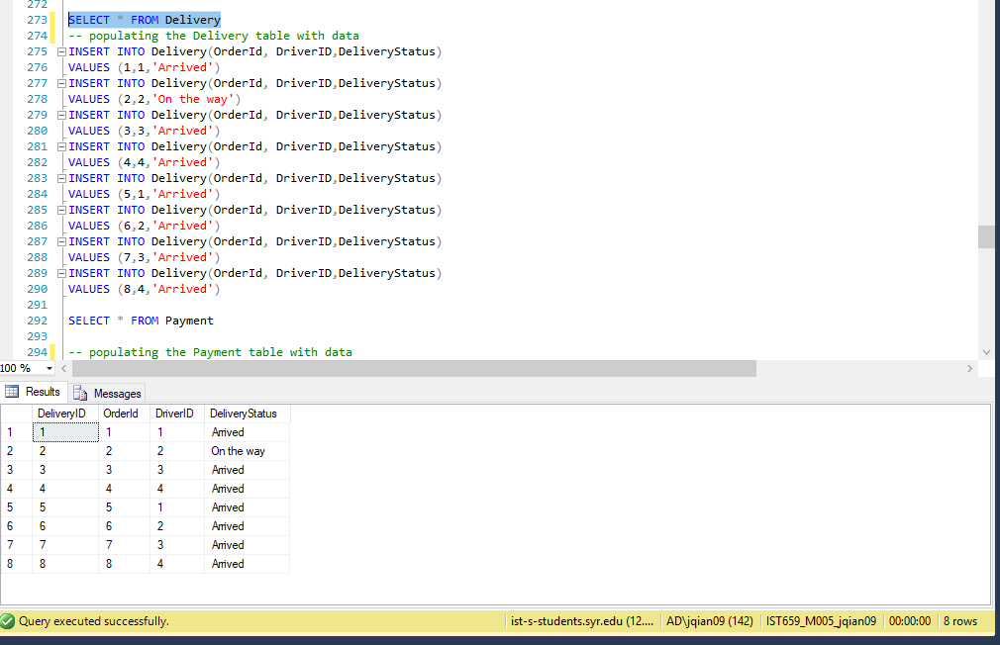 272
273 SELECT * FROM Delivery
274 -- populating the Delivery table with data
275 INSERT INTO Delivery(OrderId, DriverID,DeliveryStatus)
276 VALUES (1,1,'Arrived')
277 INSERT INTO Delivery(OrderId, DriverID,DeliveryStatus)
278 VALUES (2,2,'On the way')
279 INSERT INTO Delivery(OrderId, DriverID,DeliveryStatus)
280 VALUES (3,3,'Arrived')
281 INSERT INTO Delivery(OrderId, DriverID,DeliveryStatus)
282 VALUES (4,4,'Arrived')
283 INSERT INTO Delivery(OrderId, DriverID,DeliveryStatus)
284 VALUES (5,1,'Arrived')
285 INSERT INTO Delivery(OrderId, DriverID,DeliveryStatus)
286 VALUES (6,2,'Arrived')
287 INSERT INTO Delivery(OrderId, DriverID,DeliveryStatus)
288 VALUES (7,3,'Arrived')
289 INSERT INTO Delivery(OrderId, DriverID,DeliveryStatus)
290 VALUES (8,4,'Arrived')
291
292 SELECT * FROM Payment
293
294 -- populating the Payment table with data
100 %
Results Messages
DeliveryID OrderId DriverID DeliveryStatus
1 1 1 1 Arrived
2 2 2 2 On the way
3 3 3 3 Arrived
4 4 4 4 Arrived
5 5 5 1 Arrived
6 6 6 2 Arrived
7 7 7 3 Arrived
8 8 8 4 Arrived
Query executed successfully. ist-s-students.syr.edu (12.... AD\jqian09 (142) IST659_M005_jqian09 00:00:00 8 rows